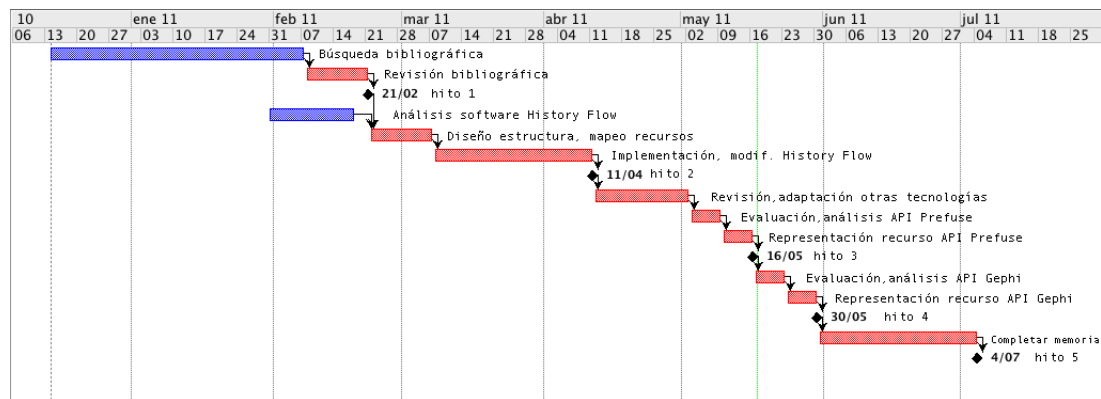 10 ene 11 feb 11 mar 11 abr 11 may 11 jun 11 jul 11
06 13 20 27 03 10 17 24 31 07 14 21 28 07 14 21 28 04 11 18 25 02 09 16 23 30 06 13 20 27 04 11 18 25
Búsqueda bibliográfica
Revisión bibliográfica
21/02 hito 1
Análisis software History Flow
Diseño estructura, mapeo recursos
Implementación, modif. History Flow
11/04 hito 2
Revisión,adaptación otras tecnologías
Evaluación,análisis API Prefuse
Representación recurso API Prefuse
16/05 hito 3
Evaluación,análisis API Gephi
Representación recurso API Gephi
30/05 hito 4
Completar memoria
4/07 hito 5